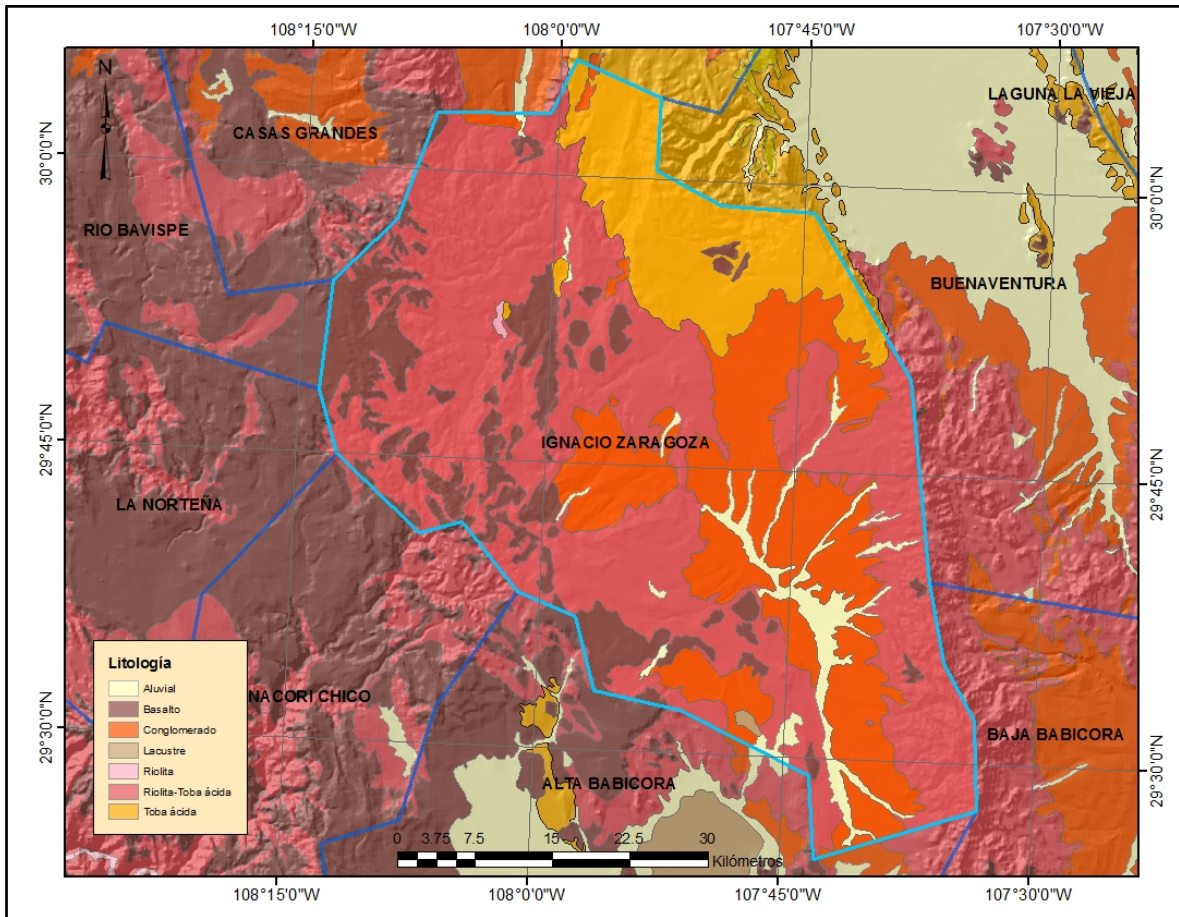 108°15'0"W
108°0'0"W
107°45'0"W
107°30'0"W
N
LAGUNA LA VIEJA
CASAS GRANDES
30°0'0"N
30°0'0"N
RIO BAVISPE
BUENAVENTURA
IGNACIO ZARAGOZA
29°45'0"N
29°45'0"N
LA NORTEÑA
Litología
Aluvial
Basalto
Conglomerado
Lacustre
Riolita
Riolita-Toba ácida
Toba ácida
NACORI CHICO
29°30'0"N
BAJA BABICORA
29°30'0"N
ALTA BABICORA
0 3.75 7.5 15 22.5 30
Kilómetros
108°15'0"W
108°0'0"W
107°45'0"W
107°30'0"W